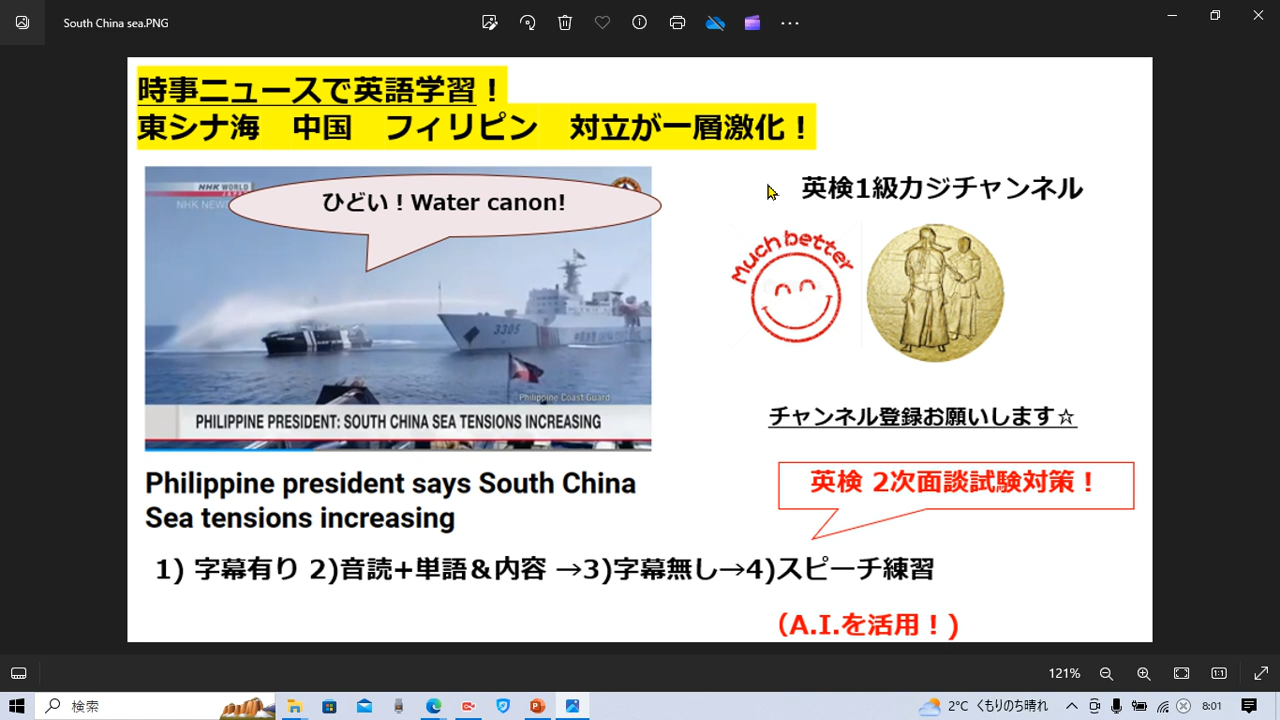 South China sea.PNG
時事ニュースで英語学習！
東シナ海　中国　フィリピン　対立が一層激化！
NHK WORLD
JAPAN
NHK NEW
ひどい！Water canon!
英検1級カジチャンネル
Much better
3305
Philippine Coast Guard
PHILIPPINE PRESIDENT: SOUTH CHINA SEA TENSIONS INCREASING
チャンネル登録お願いします☆
Philippine president says South China
Sea tensions increasing
英検 2次面談試験対策！
1) 字幕有り 2)音読+単語＆内容 →3)字幕無し→4)スピーチ練習
（A.I.を活用！)
121%
検索
2°C くもりのち晴れ
8:01